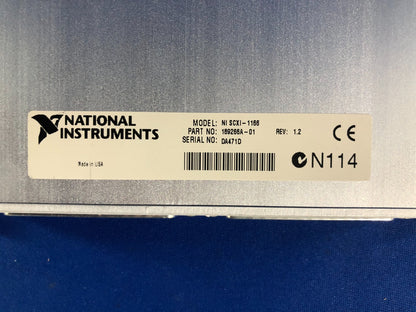 NATIONAL
INSTRUMENTS
MODEL: NI SCXI-1166
PART NO: 189266A-01 REV: 1.2
SERIAL NO: DA471D
Made in USA
CE
N114